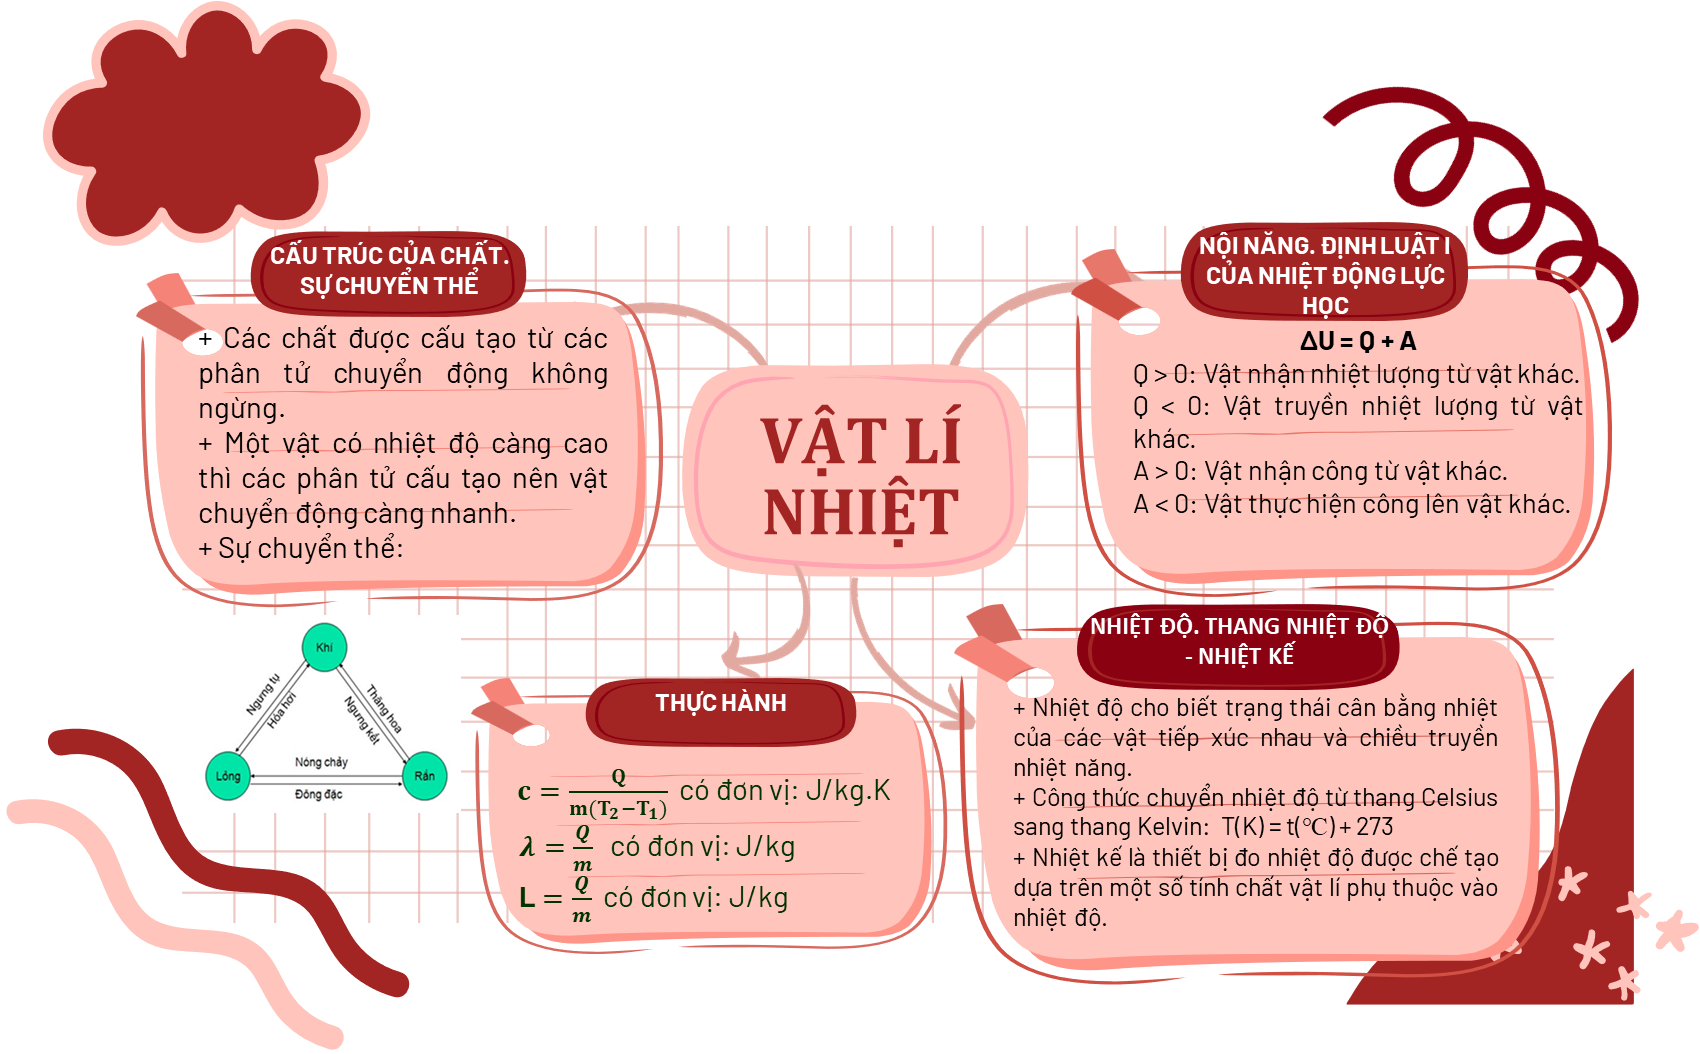 CẤU TRÚC CỦA CHẤT.
SỰ CHUYỂN THỂ
+ Các chất được cấu tạo từ các
phân tử chuyển động không
ngừng.
+ Một vật có nhiệt độ càng cao
thì các phân tử cấu tạo nên vật
chuyển động càng nhanh.
+ Sự chuyển thể:
Khí
Ngưng tụ
Hóa hơi
Thăng hoa
Ngưng kết
Lỏng
Nóng chảy
Đông đặc
Rắn
VẬT LÍ
NHIỆT
NỘI NĂNG. ĐỊNH LUẬT I
CỦA NHIỆT ĐỘNG LỰC
HỌC
ΔU = Q + A
Q > 0: Vật nhận nhiệt lượng từ vật khác.
Q < 0: Vật truyền nhiệt lượng từ vật
khác.
A > 0: Vật nhận công từ vật khác.
A < 0: Vật thực hiện công lên vật khác.
THỰC HÀNH
c = Q / m(T₂−T₁) có đơn vị: J/kg.K
λ = Q / m có đơn vị: J/kg
L = Q / m có đơn vị: J/kg
NHIỆT ĐỘ. THANG NHIỆT ĐỘ
- NHIỆT KẾ
+ Nhiệt độ cho biết trạng thái cân bằng nhiệt
của các vật tiếp xúc nhau và chiều truyền
nhiệt năng.
+ Công thức chuyển nhiệt độ từ thang Celsius
sang thang Kelvin: T(K) = t(℃) + 273
+ Nhiệt kế là thiết bị đo nhiệt độ được chế tạo
dựa trên một số tính chất vật lí phụ thuộc vào
nhiệt độ.